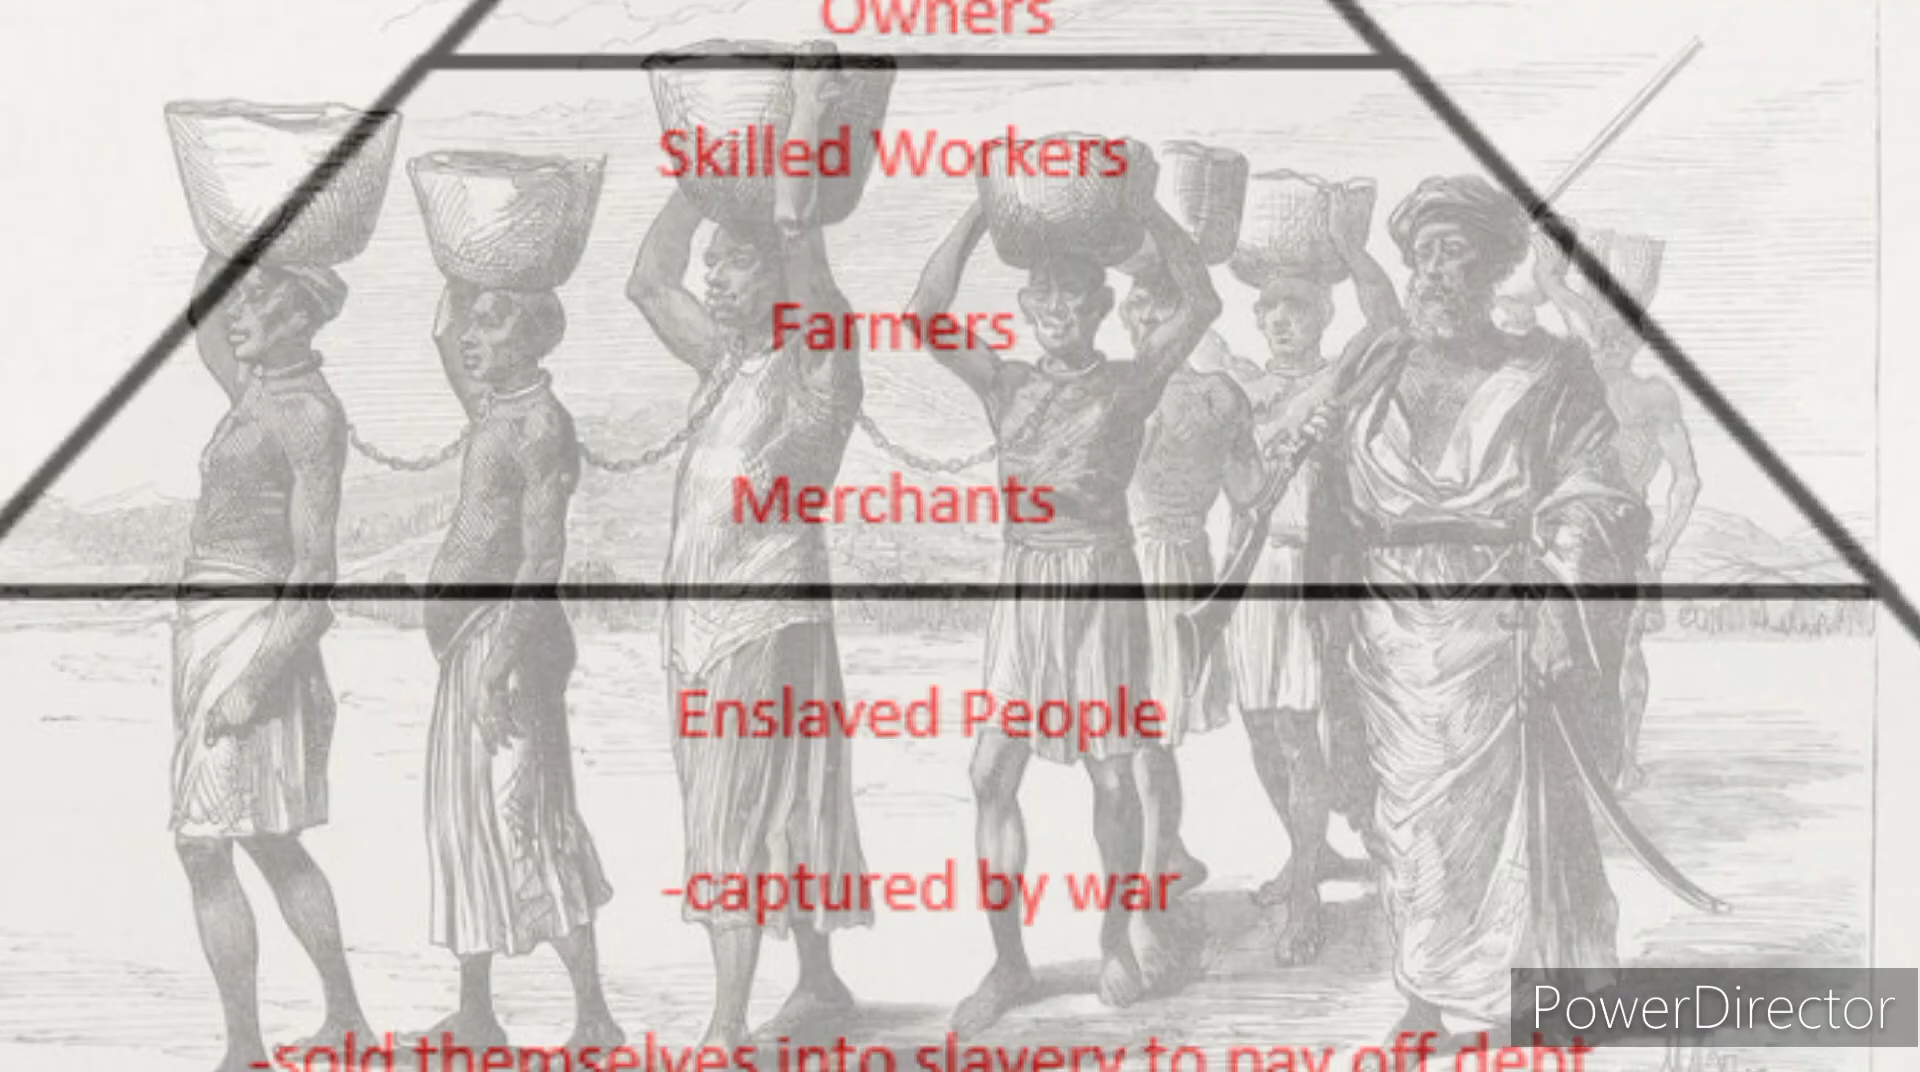 Owners
Skilled Workers
Farmers
Merchants
Enslaved People
-captured by war
-sold themselves into slavery to pay off debt
PowerDirector